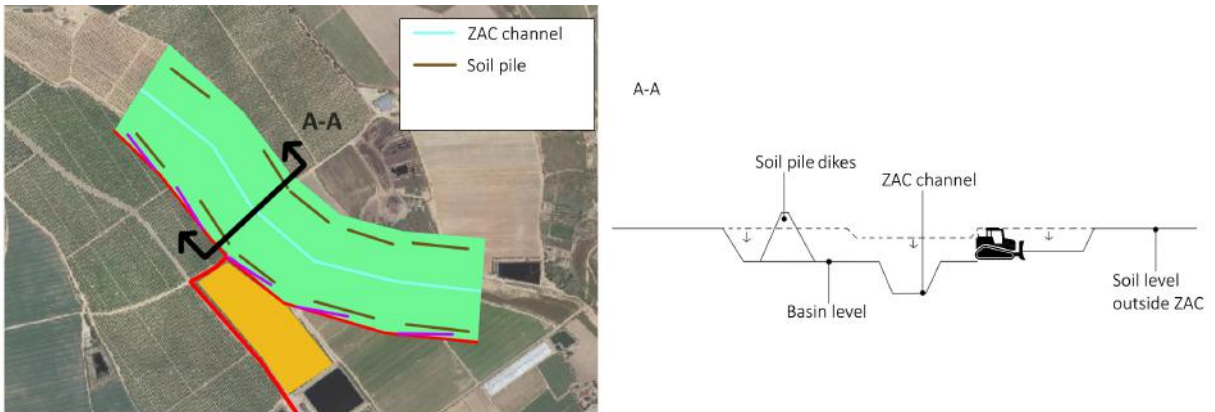 ZAC channel
Soil pile
A-A
A-A
Soil pile dikes
ZAC channel
Basin level
Soil level
outside ZAC